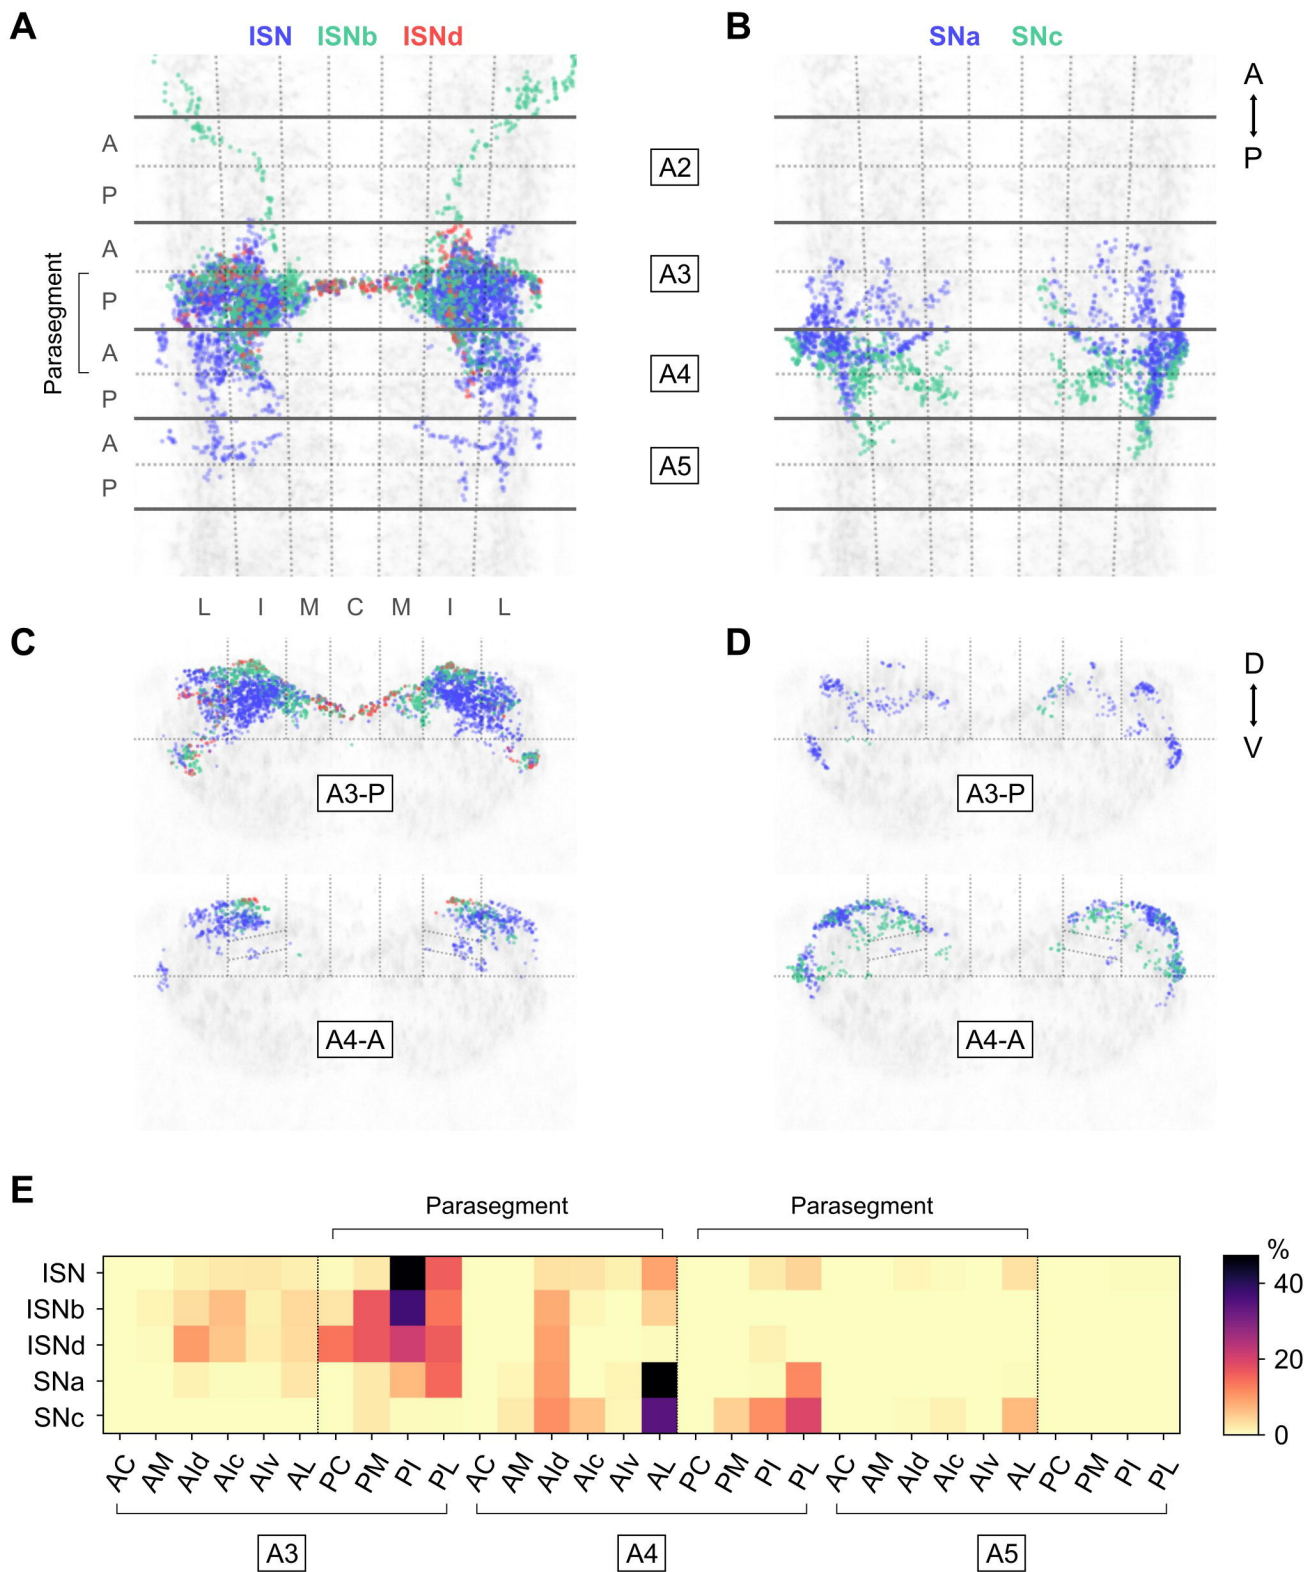 A
ISN ISNb ISNd
B
SNa SNc
A
P
A
P
A2
A
P
A3
Parasegment
A
P
A4
A
P
A5
L I M C M I L
C
D
D
V
A3-P
A3-P
A4-A
A4-A
E
Parasegment Parasegment
%
ISN
ISNb
ISNd
SNa
SNc
40
20
0
AC AM AId AIc AIv AL PC PM PI PL AC AM AId AIc AIv AL PC PM PI PL AC AM AId AIc AIv AL PC PM PI PL
A3 A4 A5